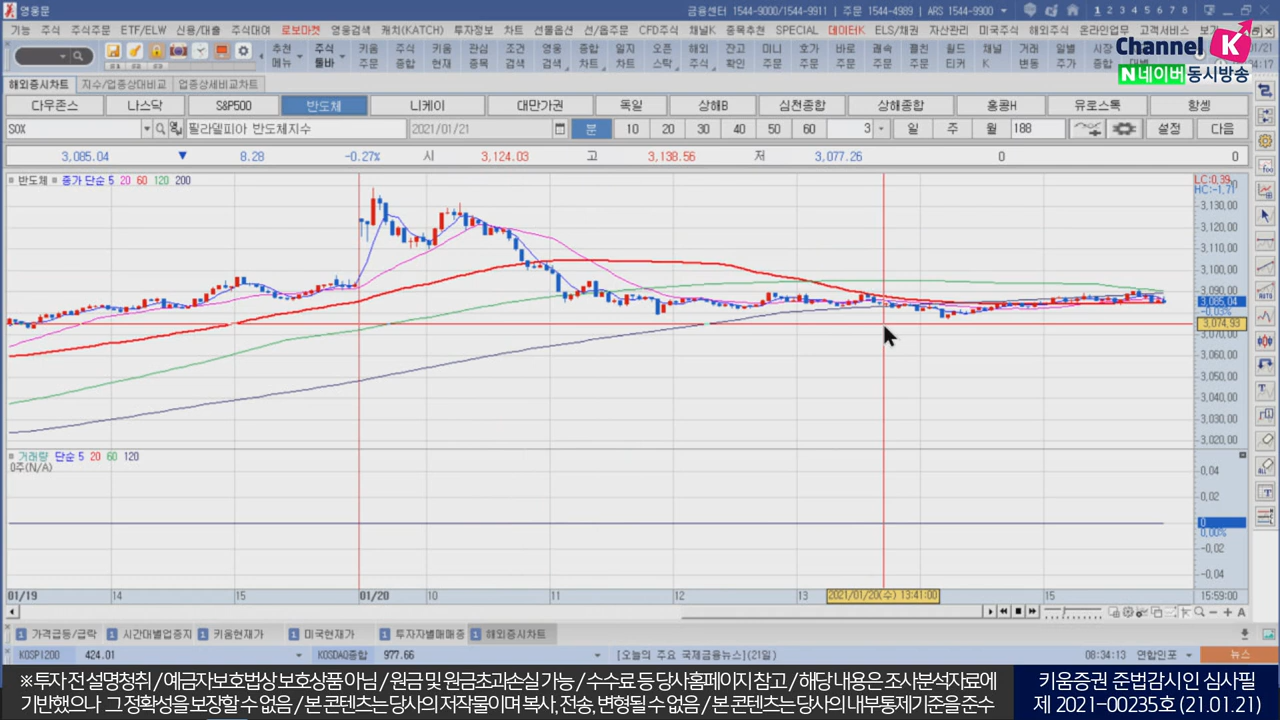 영웅문
금융센터 1544-9000/1544-9911 | 주문 1544-4989 | ARS 1544-9900
1 2 3 4 5 6 7 8
기능 주식 주식주문 ETF/ELW 신용/대출 주식대여 로보마켓 영웅검색 캐치(KATCH) 투자정보 차트 선물옵션 선/옵주문 CFD주식 채널K 종목추천 SPECIAL 데이EIK ELS/채권 자산관리 해외주식 미국주식 온라인업무 고객서비스
추천 주식 키움 키움 관심 조건 영웅 종합 일자 오픈 해외 잔고 미니 호가 바로 플친 월드 채널 거래 일별 시장
메뉴 툴바 주문 종합 현재 종목 검색 검색 차트 차트 스탁 주식 확인 주문 주문 주문 주문 티커 K 변동 주가 종합
Channel K
N네이버동시방송
해외증시차트 지수/업종상대비교 업종상세비교차트
다우존스 나스닥 S&P500 반도체 니케이 대만가권 독일 상해B 심천종합 상해종합 홍콩H 유로스톡 항셍
SOX 필라델피아 반도체지수 2021/01/21 분 10 20 30 40 50 60 3 일 주 월 188 설정 다음
3,085.04 ▼ 8.28 -0.27% 시 3,124.03 고 3,138.56 저 3,077.26 0 0
반도체 종가 단순 5 20 60 120 200
LC:0,39
HC:-1,71
3,130,00
3,120,00
3,110,00
3,100,00
3,090,00
3,085,04
-0,03%
3,074,93
3,070,00
3,060,00
3,050,00
3,040,00
3,030,00
3,020,00
거래량 단순 5 20 60 120
0주(N/A)
0,04
0,02
0
0,00%
-0,02
-0,04
01/19 14 15 01/20 10 11 12 13 2021/01/20(수) 13:41:00 15 15:59:00
1 가격급등/급락 1 시간대별업종지 1 키움현재가 1 미국현재가 1 투자자별매매종 1 해외증시차트
KOSPI200 424.01 KOSDAQ종합 977.66 [오늘의 주요 국제금융뉴스](21일) 08:34:13 연합인포 뉴스
※ 투자 전 설명청취 / 예금자보호법상 보호상품 아님 / 원금 및 원금초과손실 가능 / 수수료 등 당사홈페이지 참고 / 해당 내용은 조사분석자료에
기반했으나 그 정확성을 보장할 수 없음 / 본 콘텐츠는 당사의 저작물이며 복사, 전송, 변형될 수 없음 / 본 콘텐츠는 당사의 내부통제기준을 준수
키움증권 준법감시인 심사필
제 2021-00235호 (21.01.21)